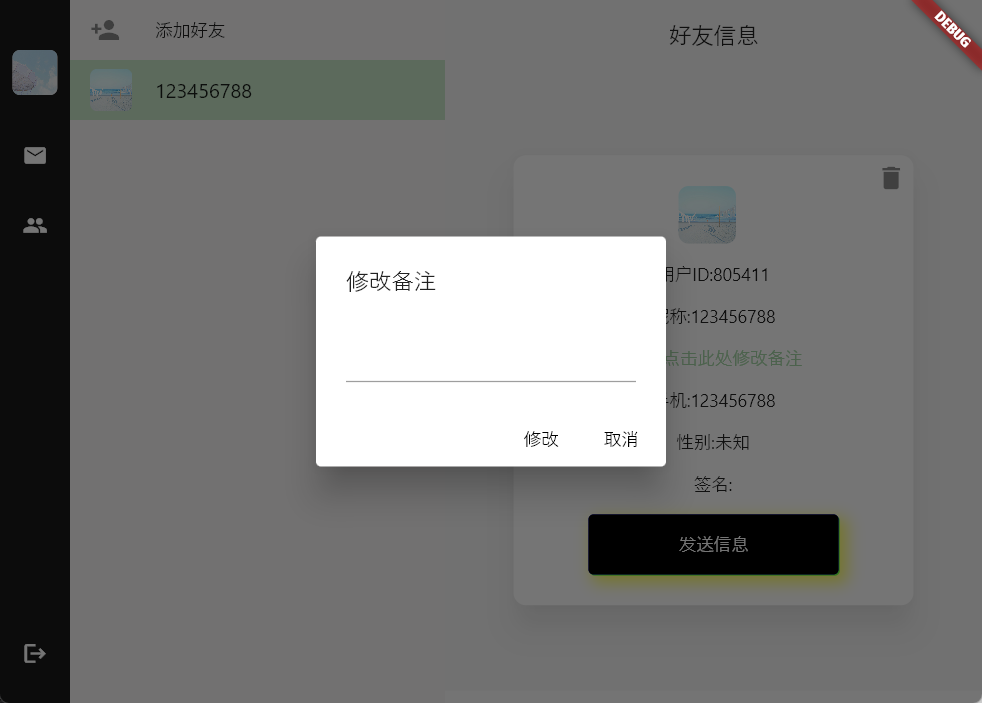 添加好友
123456788
好友信息
DEBUG
修改备注
修改
取消
用户ID:805411
昵称:123456788
点击此处修改备注
手机:123456788
性别:未知
签名:
发送信息